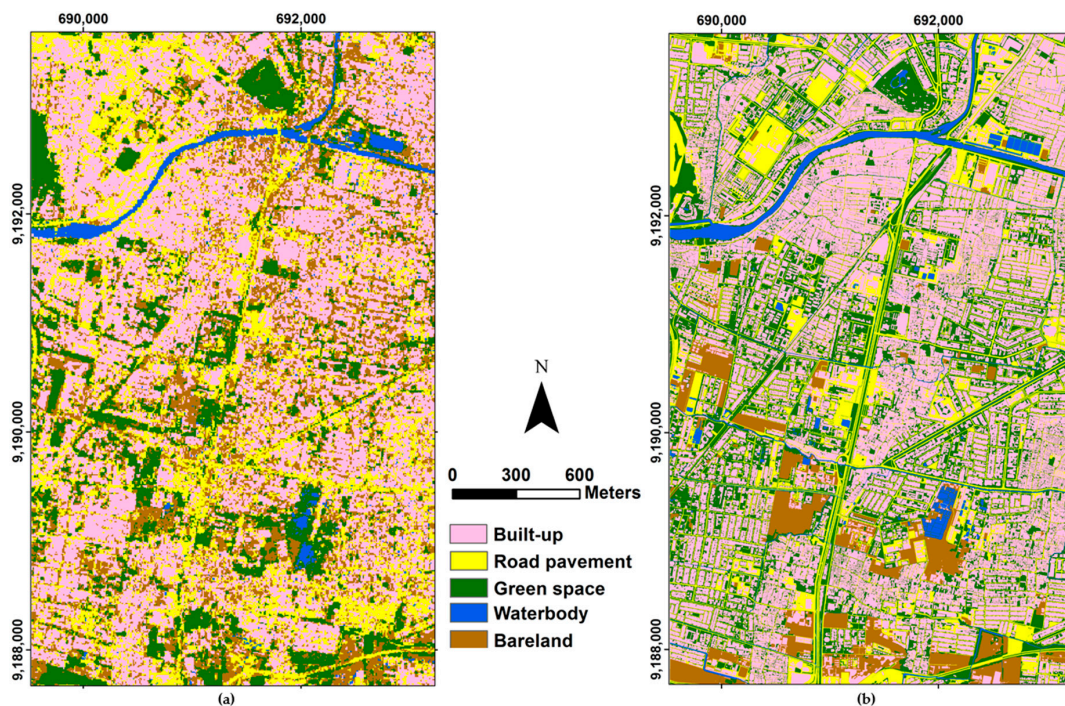 690,000
692,000
690,000
692,000
9,192,000
9,190,000
9,188,000
N
0 300 600
Meters
Built-up
Road pavement
Green space
Waterbody
Bareland
9,192,000
9,190,000
9,188,000
(a)
(b)